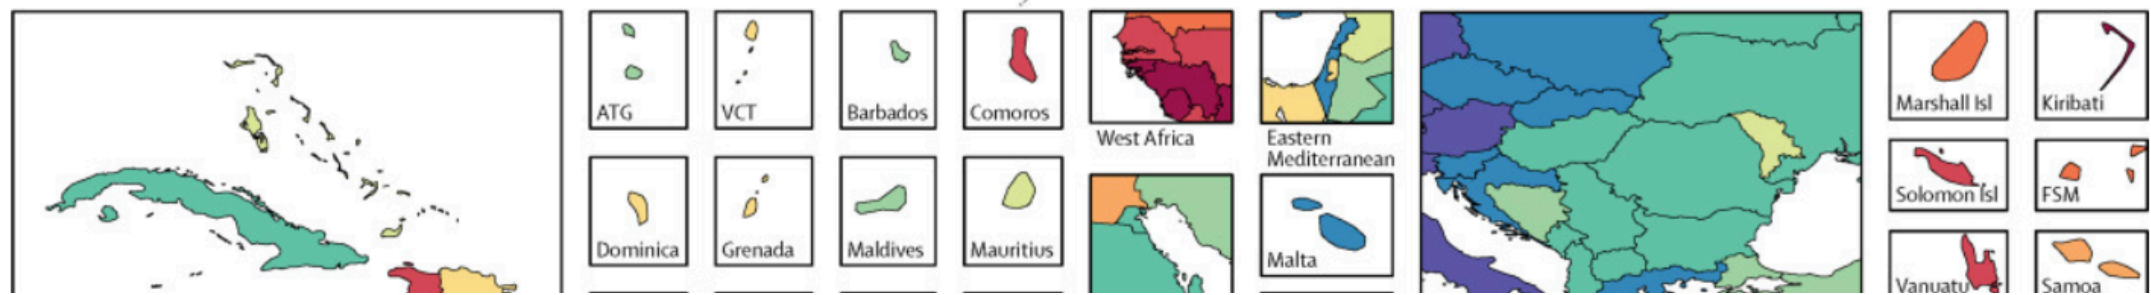 ATG
VCT
Barbados
Comoros
West Africa
Eastern
Mediterranean
Marshall Isl
Kiribati
Dominica
Grenada
Maldives
Mauritius
Malta
Solomon Isl
FSM
Vanuatu
Samoa